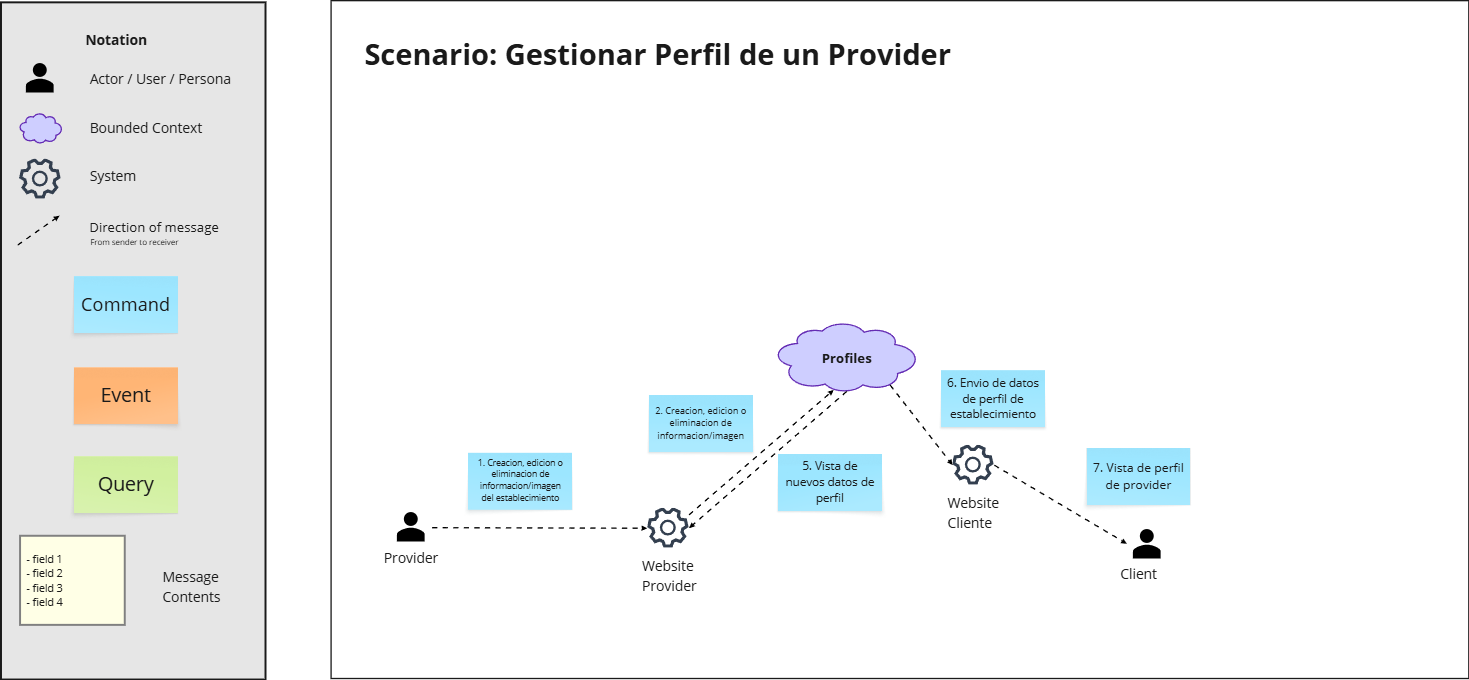 Notation
Actor / User / Persona
Bounded Context
System
Direction of message
From sender to receiver
Command
Event
Query
- field 1
- field 2
- field 3
- field 4
Message
Contents
Scenario: Gestionar Perfil de un Provider
Profiles
6. Envio de datos
de perfil de
establecimiento
2. Creacion, edicion o
eliminacion de
informacion/imagen
1. Creacion, edicion o
eliminacion de
informacion/imagen
del establecimiento
5. Vista de
nuevos datos de
perfil
7. Vista de perfil
de provider
Website
Cliente
Provider
Website
Provider
Client